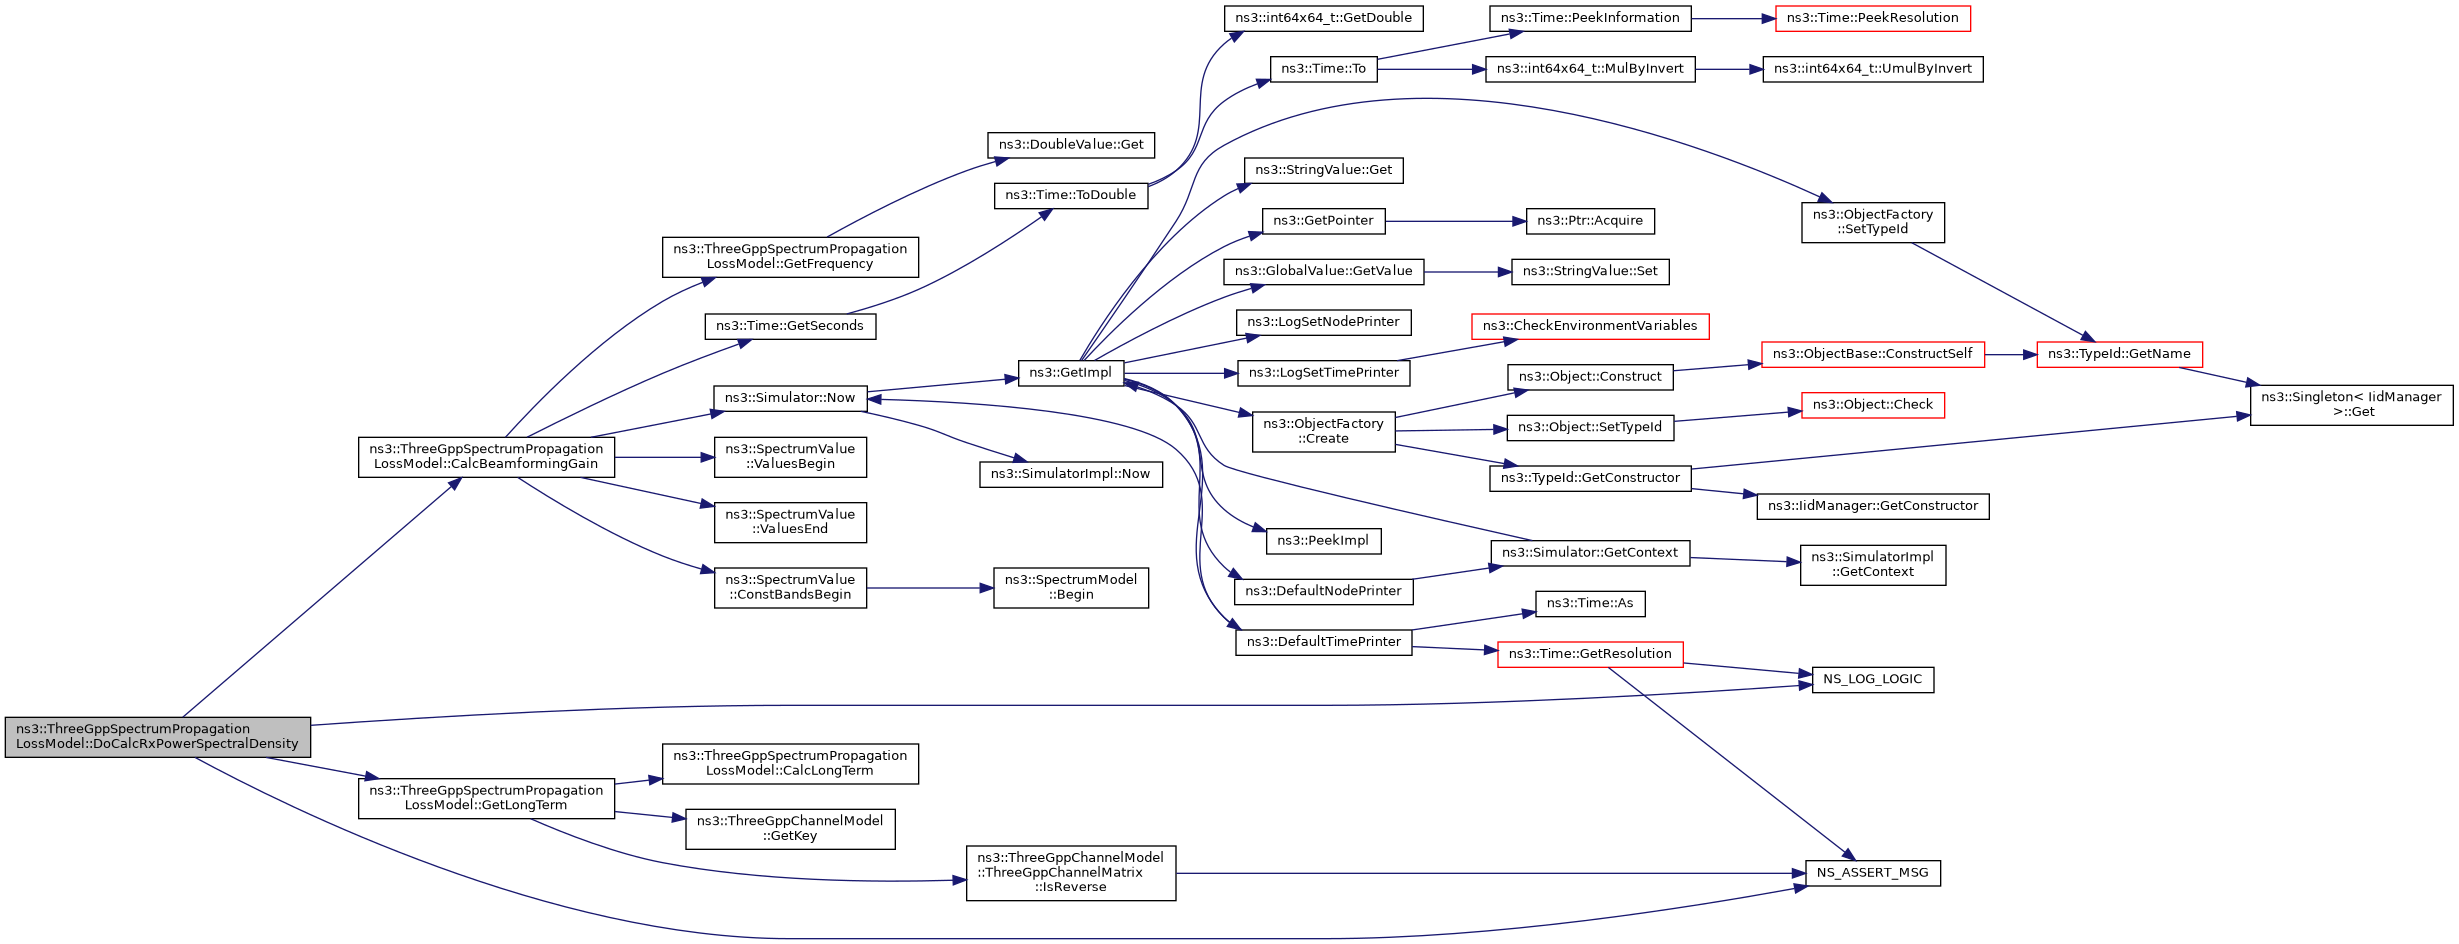 ns3::int64x64_t::GetDouble
ns3::Time::PeekInformation
ns3::Time::PeekResolution
ns3::Time::To
ns3::int64x64_t::MulByInvert
ns3::int64x64_t::UmulByInvert
ns3::DoubleValue::Get
ns3::StringValue::Get
ns3::Time::ToDouble
ns3::GetPointer
ns3::Ptr::Acquire
ns3::ObjectFactory
::SetTypeId
ns3::ThreeGppSpectrumPropagation
LossModel::GetFrequency
ns3::GlobalValue::GetValue
ns3::StringValue::Set
ns3::Time::GetSeconds
ns3::LogSetNodePrinter
ns3::CheckEnvironmentVariables
ns3::GetImpl
ns3::LogSetTimePrinter
ns3::Object::Construct
ns3::ObjectBase::ConstructSelf
ns3::TypeId::GetName
ns3::Simulator::Now
ns3::ObjectFactory
::Create
ns3::Object::SetTypeId
ns3::Object::Check
ns3::Singleton< IidManager
>::Get
ns3::ThreeGppSpectrumPropagation
LossModel::CalcBeamformingGain
ns3::SpectrumValue
::ValuesBegin
ns3::SimulatorImpl::Now
ns3::TypeId::GetConstructor
ns3::IidManager::GetConstructor
ns3::SpectrumValue
::ValuesEnd
ns3::PeekImpl
ns3::Simulator::GetContext
ns3::SimulatorImpl
::GetContext
ns3::SpectrumValue
::ConstBandsBegin
ns3::SpectrumModel
::Begin
ns3::DefaultNodePrinter
ns3::Time::As
ns3::DefaultTimePrinter
ns3::Time::GetResolution
NS_LOG_LOGIC
ns3::ThreeGppSpectrumPropagation
LossModel::DoCalcRxPowerSpectralDensity
ns3::ThreeGppSpectrumPropagation
LossModel::CalcLongTerm
ns3::ThreeGppSpectrumPropagation
LossModel::GetLongTerm
ns3::ThreeGppChannelModel
::GetKey
ns3::ThreeGppChannelModel
::ThreeGppChannelMatrix
::IsReverse
NS_ASSERT_MSG